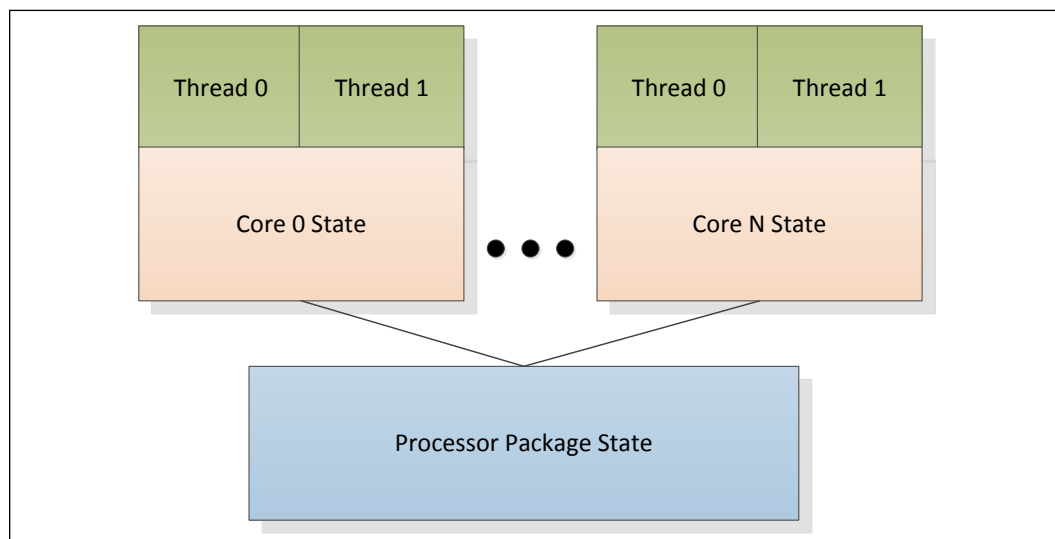 Thread 0
Thread 1
Thread 0
Thread 1
Core 0 State
Core N State
Processor Package State